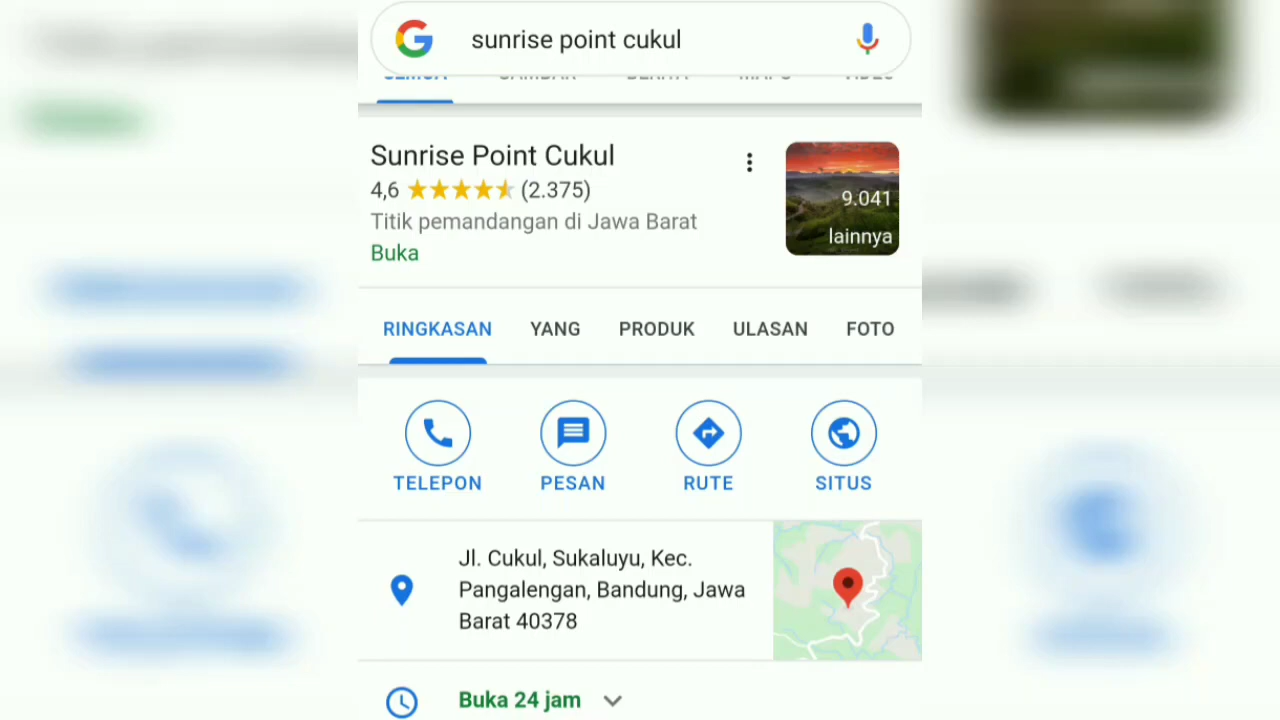 sunrise point cukul
Sunrise Point Cukul
4,6 (2.375)
Titik pemandangan di Jawa Barat
Buka
9.041
lainnya
RINGKASAN YANG PRODUK ULASAN FOTO
TELEPON PESAN RUTE SITUS
Jl. Cukul, Sukaluyu, Kec.
Pangalengan, Bandung, Jawa
Barat 40378
Buka 24 jam